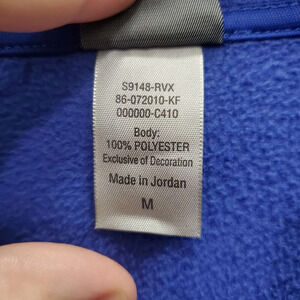 S9148-RVX
86-072010-KF
000000-C410
Body:
100% POLYESTER
Exclusive of Decoration
Made in Jordan
M